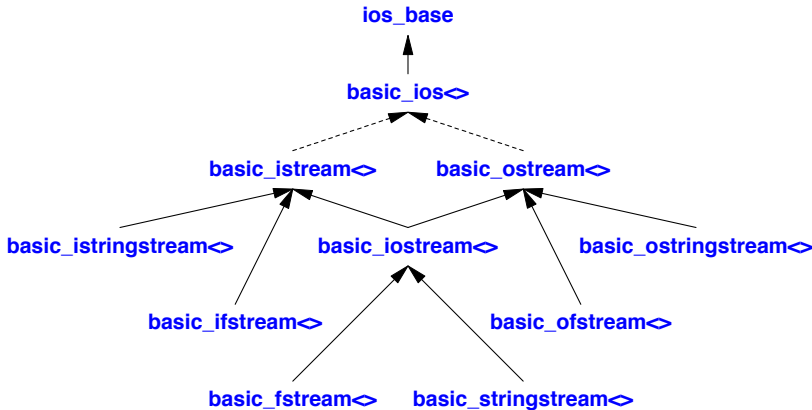 ios_base
basic_ios<>
basic_istream<> basic_ostream<>
basic_istringstream<> basic_iostream<> basic_ostringstream<>
basic_ifstream<> basic_ofstream<>
basic_fstream<> basic_stringstream<>